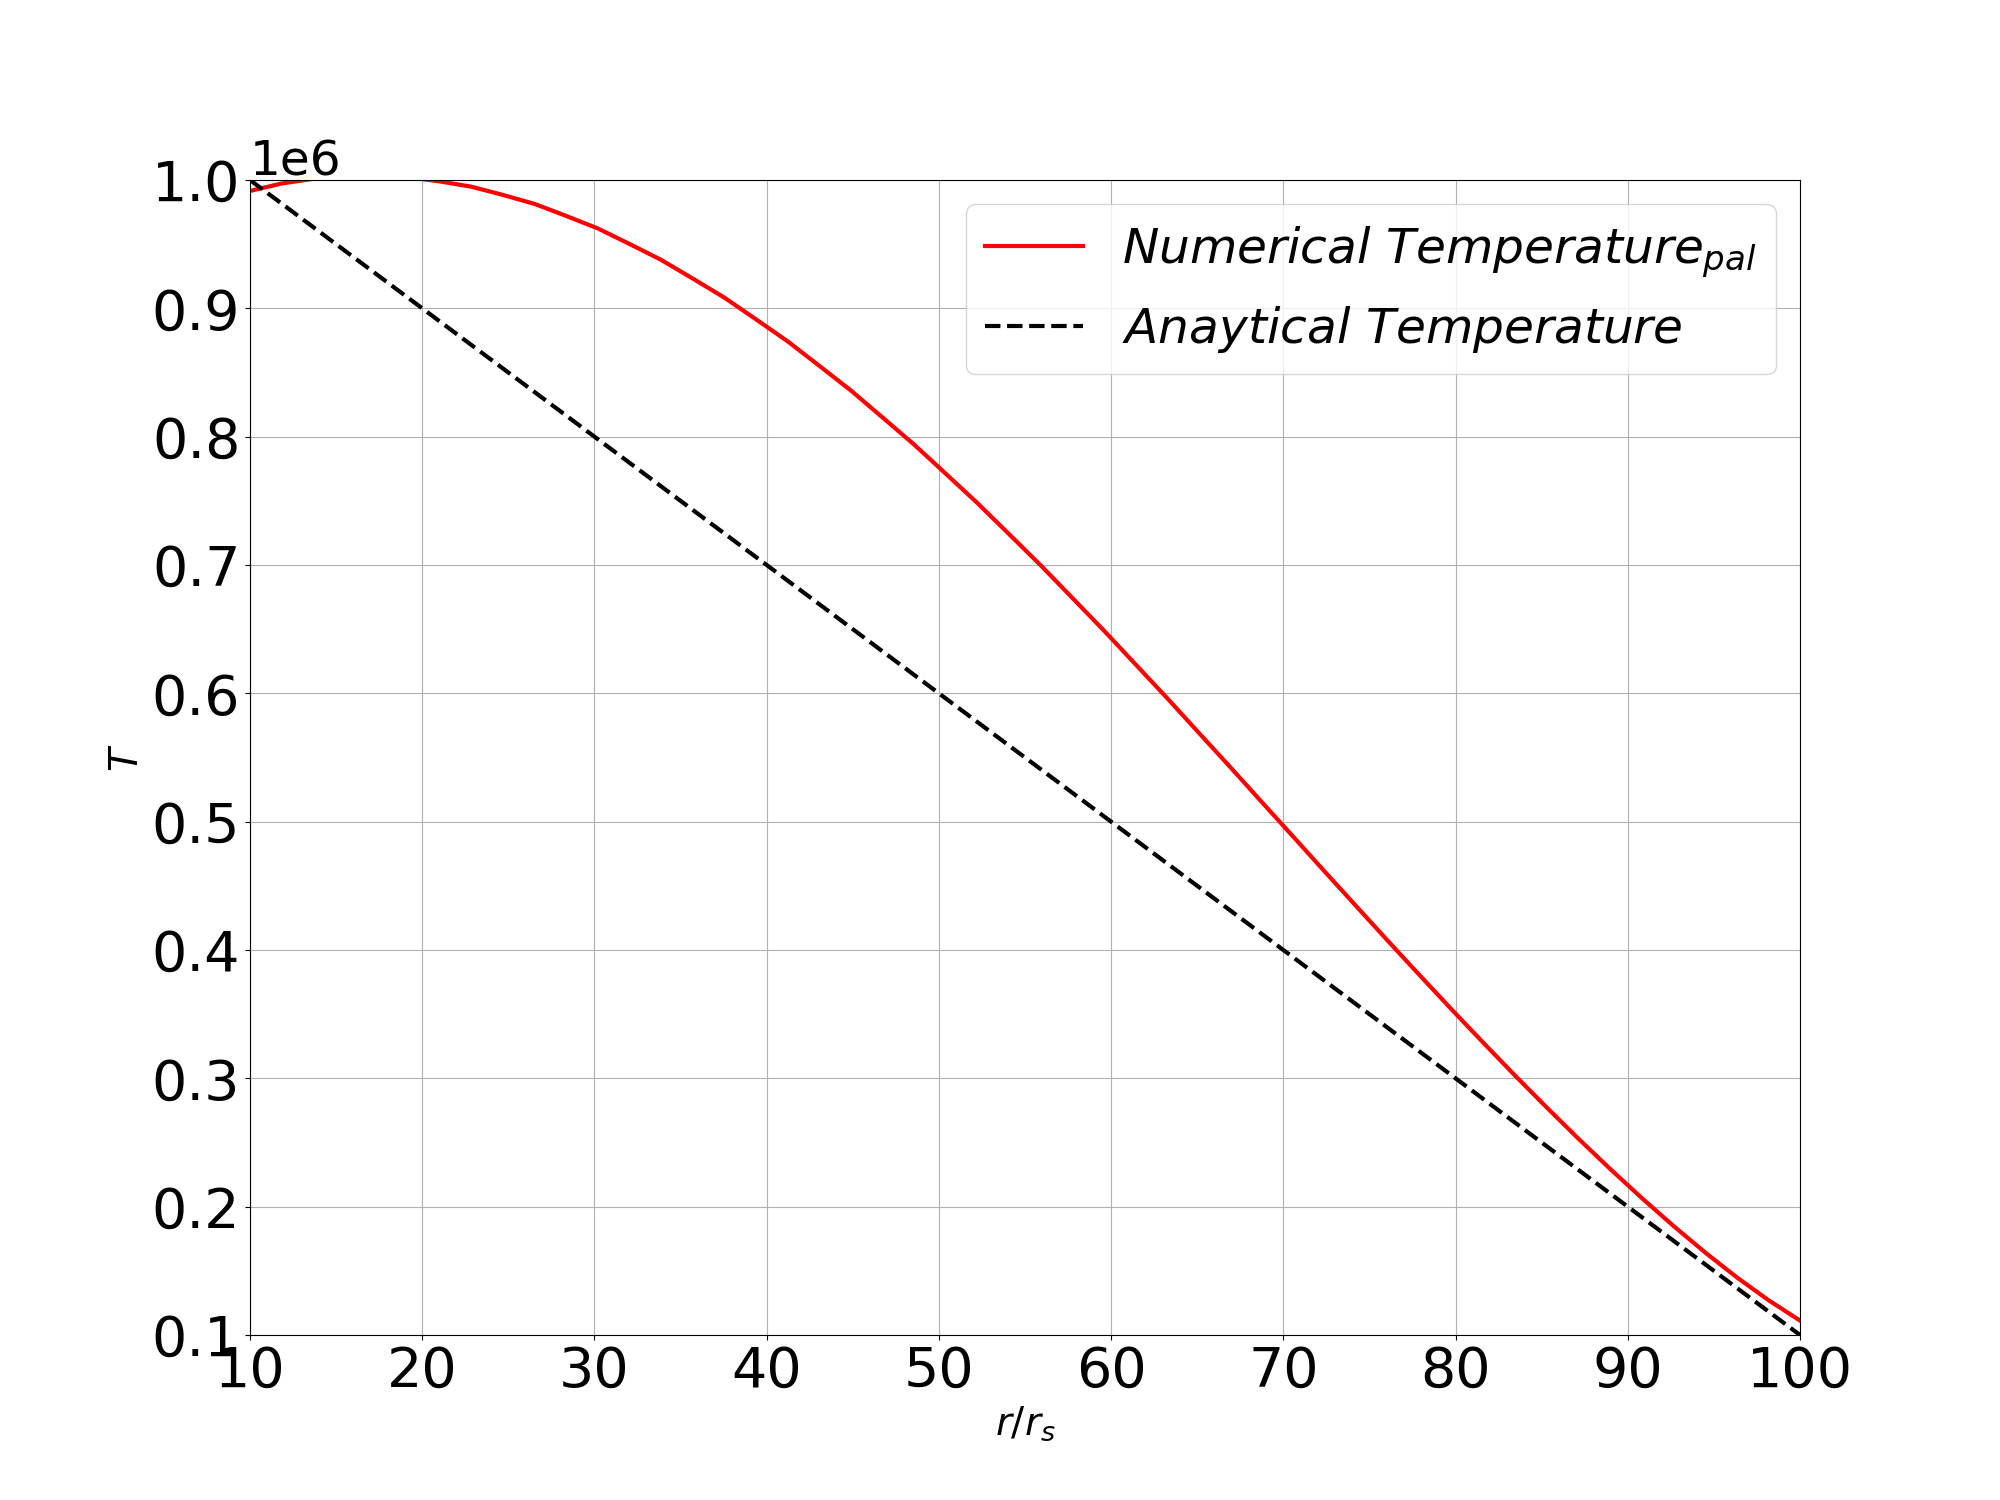 1e6
1.0
0.9
0.8
0.7
0.6
0.5
0.4
0.3
0.2
0.1
T
Numerical Temperature_pal
Anaytical Temperature
10 20 30 40 50 60 70 80 90 100
r/r_s